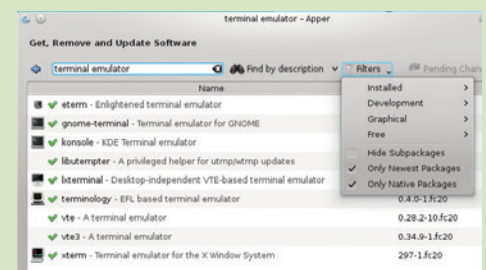 terminal emulator – Apper
Get, Remove and Update Software
terminal emulator Find by description Filters Pending Chan
Name
eterm - Enlightened terminal emulator
gnome-terminal - Terminal emulator for GNOME
konsole - KDE Terminal emulator
libutempter - A privileged helper for utmp/wtmp updates
lxterminal - Desktop-independent VTE-based terminal emulator
terminology - EFL based terminal emulator 0.4.0-1.fc20
vte - A terminal emulator 0.28.2-10.fc20
vte3 - A terminal emulator 0.34.9-1.fc20
xterm - Terminal emulator for the X Window System 297-1.fc20
Installed
Development
Graphical
Free
Hide Subpackages
Only Newest Packages
Only Native Packages